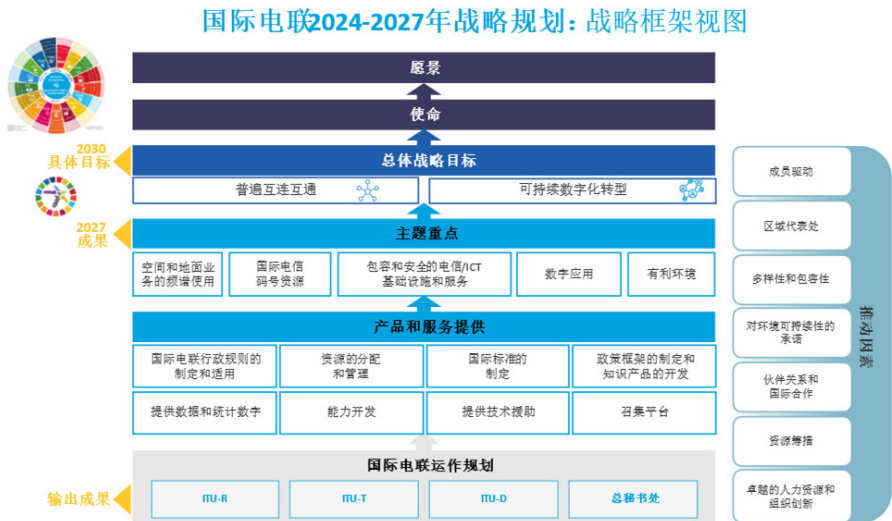 国际电联2024-2027年战略规划：战略框架视图
愿景
使命
2030
具体目标
总体战略目标
普遍互连互通
可持续数字化转型
2027
成果
主题重点
空间和地面业
务的频谱使用
国际电信
码号资源
包容和安全的电信/ICT
基础设施和服务
数字应用
有利环境
产品和服务提供
国际电联行政规则的
制定和适用
资源的分配
和管理
国际标准的
制定
政策框架的制定和
知识产品的开发
提供数据和统计数字
能力开发
提供技术援助
召集平台
国际电联运作规划
输出成果
ITU-R
ITU-T
ITU-D
总秘书处
成员驱动
区域代表处
多样性和包容性
对环境可持续性的
承诺
伙伴关系和
国际合作
资源筹措
卓越的人力资源和
组织创新
推动因素